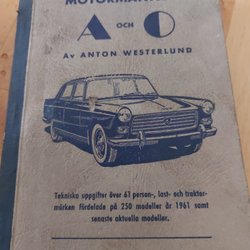 A OCH O
Av ANTON WESTERLUND
Tekniska uppgifter över 61 person-, last- och traktor-
märken fördelade på 250 modeller år 1961 samt
senaste aktuella modeller.